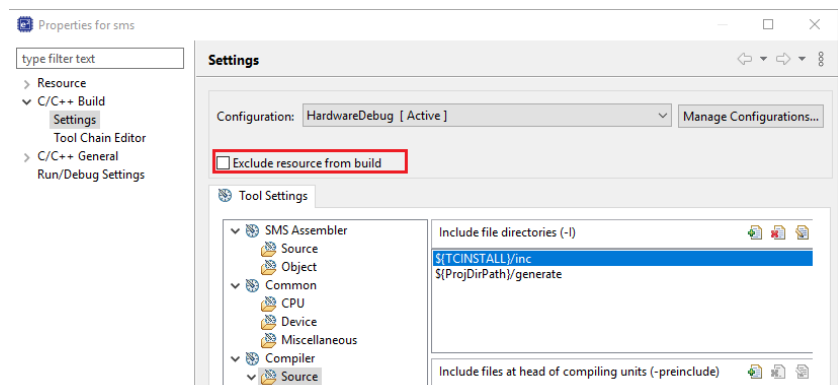 Properties for sms
type filter text
Resource
C/C++ Build
Settings
Tool Chain Editor
C/C++ General
Run/Debug Settings
Settings
Configuration: HardwareDebug [ Active ] Manage Configurations...
Exclude resource from build
Tool Settings
SMS Assembler
Source
Object
Common
CPU
Device
Miscellaneous
Compiler
Source
Include file directories (-I)
${TCINSTALL}/inc
${ProjDirPath}/generate
Include files at head of compiling units (-preinclude)